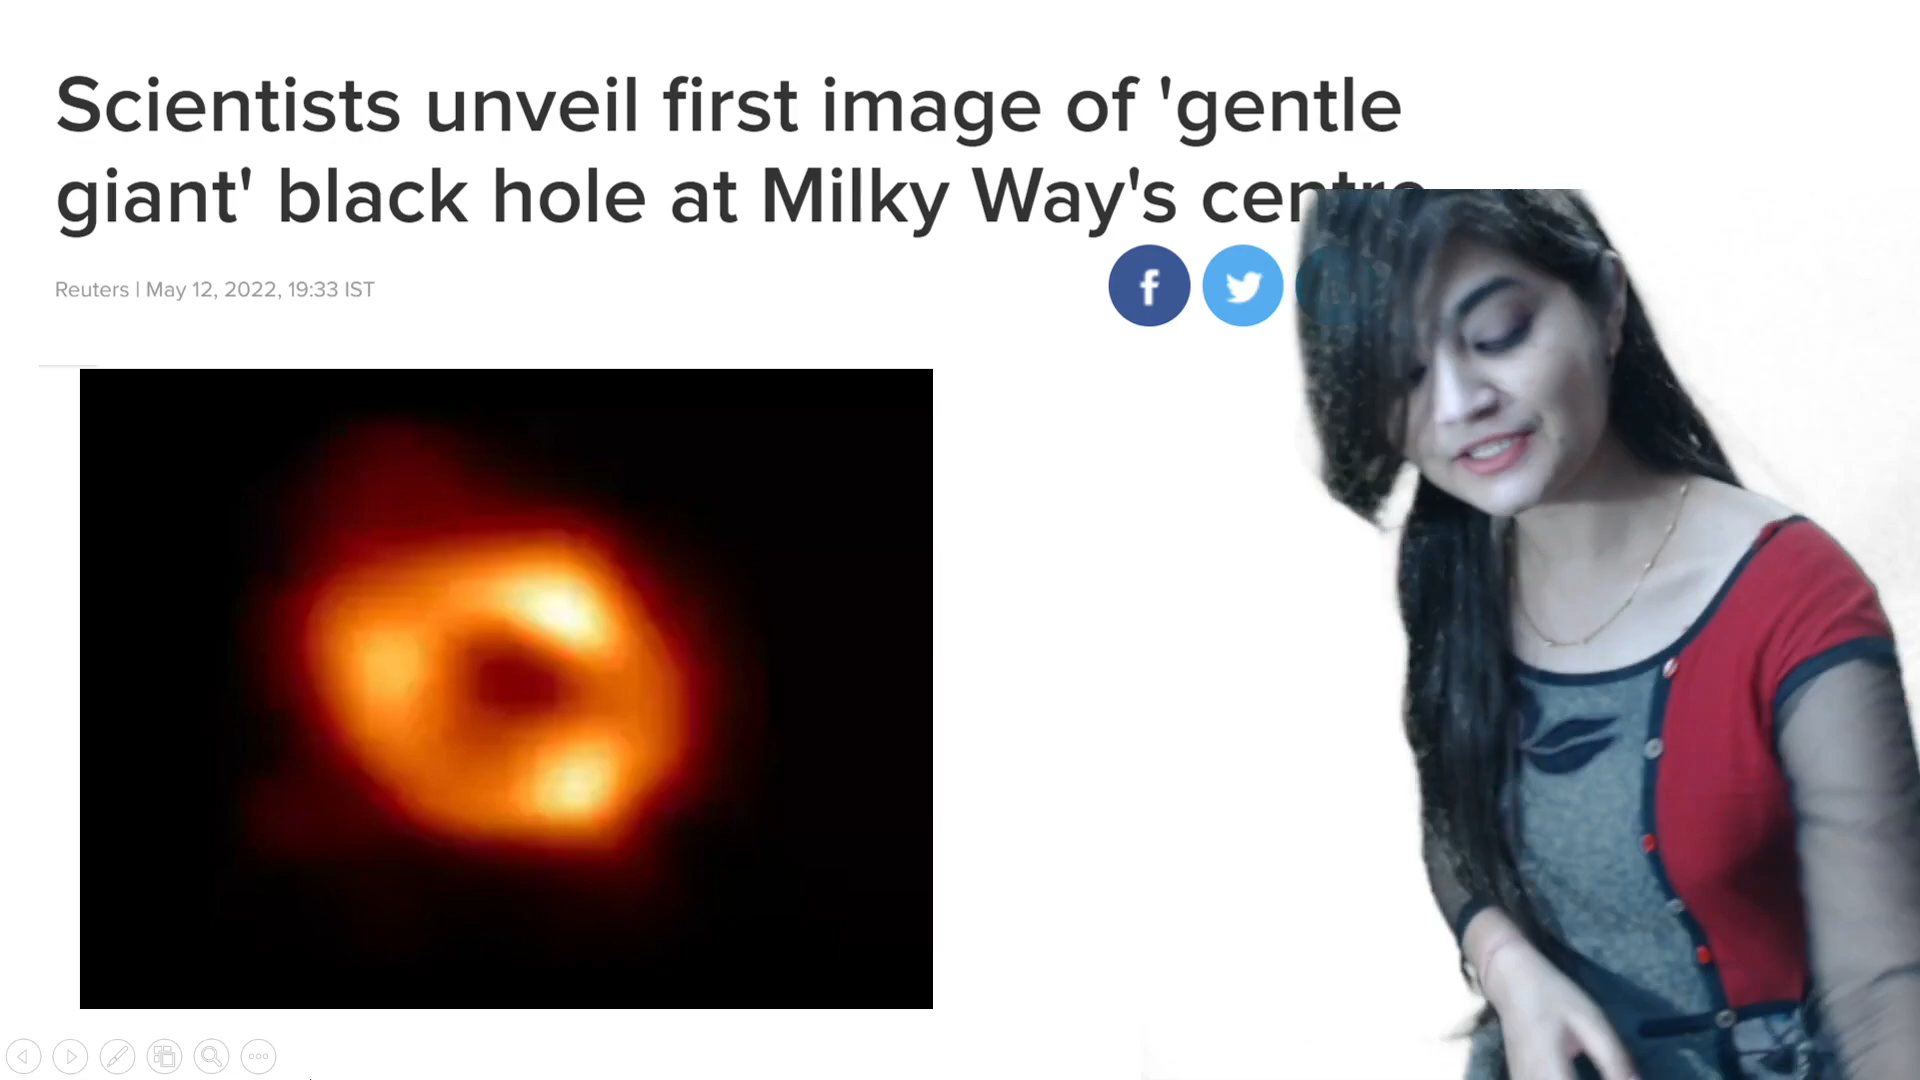 Scientists unveil first image of 'gentle
giant' black hole at Milky Way's centre
Reuters | May 12, 2022, 19:33 IST